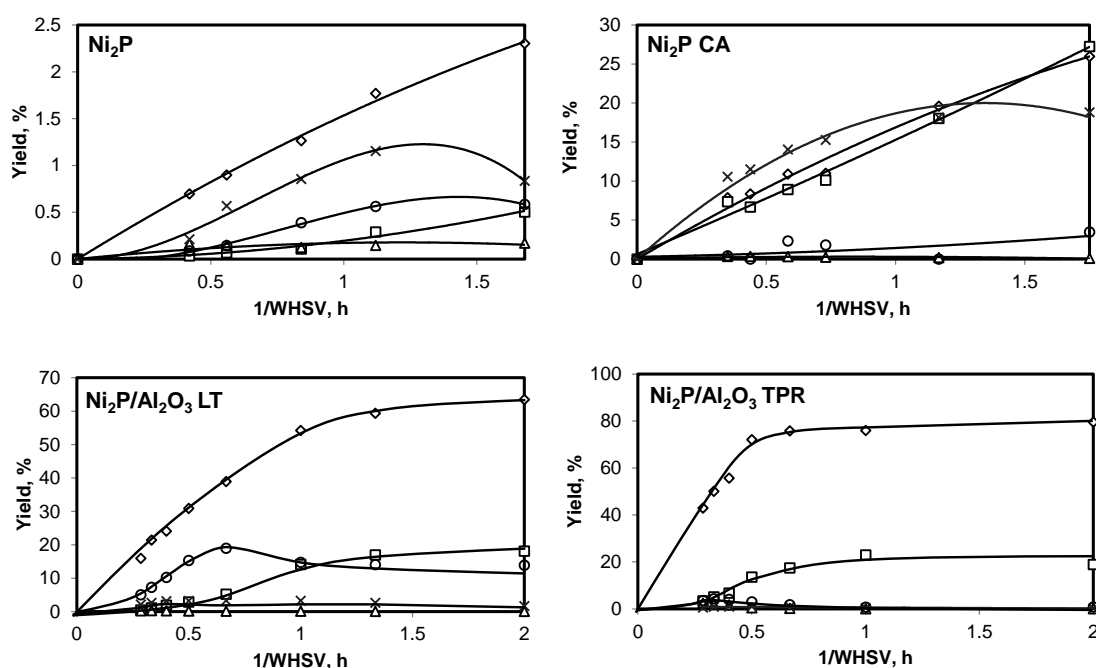 Ni₂P
Yield, %
2.5
2
1.5
1
0.5
0
0 0.5 1 1.5
1/WHSV, h
Ni₂P CA
Yield, %
30
25
20
15
10
5
0
0 0.5 1 1.5
1/WHSV, h
Ni₂P/Al₂O₃ LT
Yield, %
70
60
50
40
30
20
10
0
0 0.5 1 1.5 2
1/WHSV, h
Ni₂P/Al₂O₃ TPR
Yield, %
100
80
60
40
20
0
0 0.5 1 1.5 2
1/WHSV, h